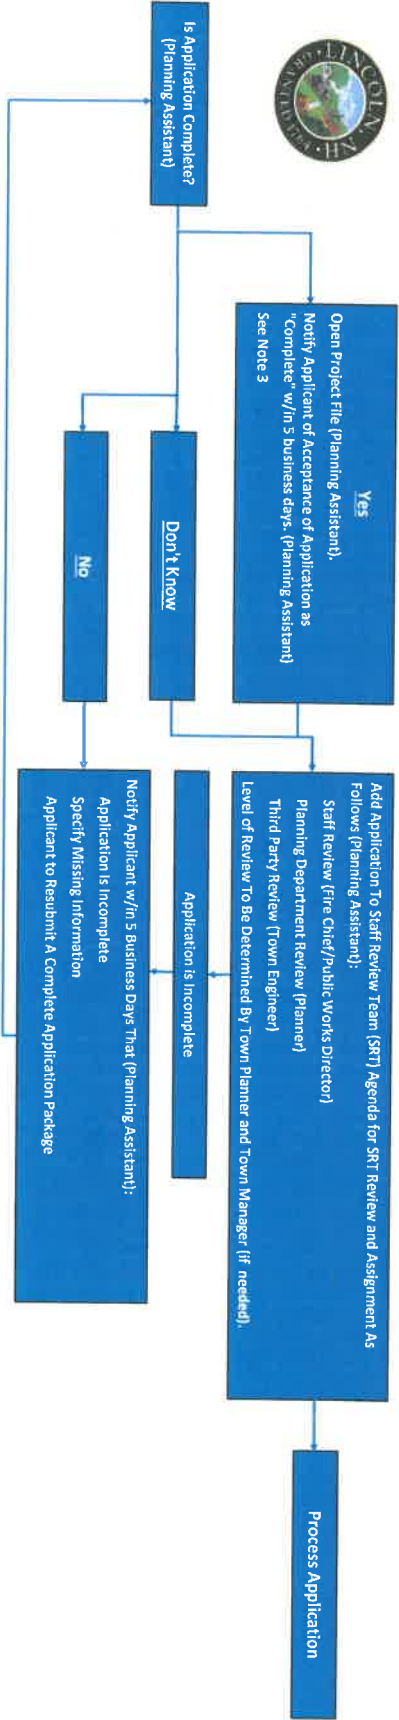 LINCOLN, NH
Is Application Complete?
(Planning Assistant)
Yes
Open Project File (Planning Assistant).
Notify Applicant of Acceptance of Application as
"Complete" w/in 5 business days. (Planning Assistant)
See Note 3
Don't Know
No
Add Application To Staff Review Team (SRT) Agenda for SRT Review and Assignment As
Follows (Planning Assistant):
Staff Review (Fire Chief/Public Works Director)
Planning Department Review (Planner)
Third Party Review (Town Engineer)
Level of Review To Be Determined By Town Planner and Town Manager (if needed).
Application is Incomplete
Notify Applicant w/in 5 Business Days That (Planning Assistant):
Application is Incomplete
Specify Missing Information
Applicant to Resubmit A Complete Application Package
Process Application